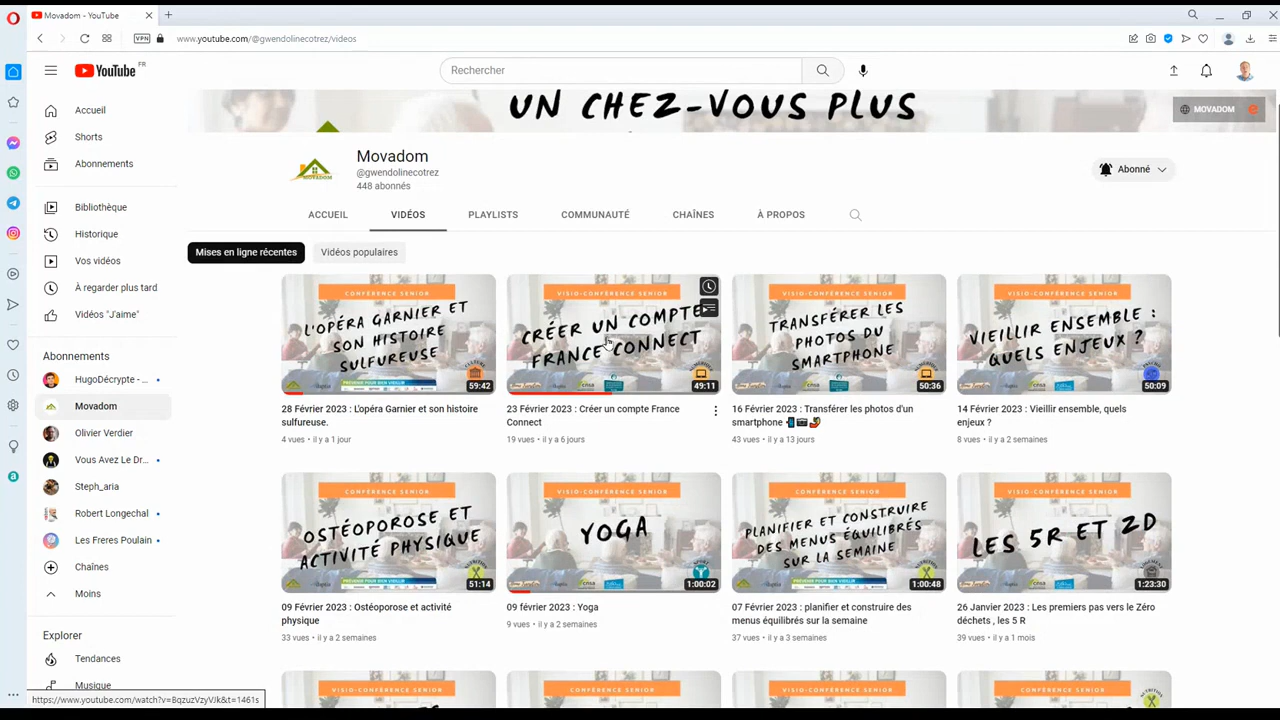 Movadom - YouTube
VPN
www.youtube.com/@gwendolinecotrez/videos
YouTube FR
Rechercher
Accueil
Shorts
Abonnements
Bibliothèque
Historique
Vos vidéos
À regarder plus tard
Vidéos "J'aime"
Abonnements
HugoDécrypte - ...
Movadom
Olivier Verdier
Vous Avez Le Dr...
Steph_aria
Robert Longechal
Les Freres Poulain
Chaînes
Moins
Explorer
Tendances
Musique
UN CHEZ-VOUS PLUS
MOVADOM
Movadom
@gwendolinecotrez
448 abonnés
Abonné
ACCUEIL VIDÉOS PLAYLISTS COMMUNAUTÉ CHAÎNES À PROPOS
Mises en ligne récentes Vidéos populaires
CONFÉRENCE SENIOR
L'OPÉRA GARNIER ET
SON HISTOIRE
SULFUREUSE
59:42
28 Février 2023 : L'opéra Garnier et son histoire
sulfureuse.
4 vues • il y a 1 jour
VISIO-CONFÉRENCE SENIOR
CRÉER UN COMPTE
FRANCE CONNECT
49:11
23 Février 2023 : Créer un compte France
Connect
19 vues • il y a 6 jours
VISIO-CONFÉRENCE SENIOR
TRANSFÉRER LES
PHOTOS DU
SMARTPHONE
50:36
16 Février 2023 : Transférer les photos d'un
smartphone 📱📷🤳
43 vues • il y a 13 jours
VISIO-CONFÉRENCE SENIOR
VIEILLIR ENSEMBLE :
QUELS ENJEUX ?
50:09
14 Février 2023 : Vieillir ensemble, quels
enjeux ?
8 vues • il y a 2 semaines
CONFÉRENCE SENIOR
OSTÉOPOROSE ET
ACTIVITÉ PHYSIQUE
51:14
09 Février 2023 : Ostéoporose et activité
physique
33 vues • il y a 2 semaines
VISIO-CONFÉRENCE SENIOR
YOGA
1:00:02
09 février 2023 : Yoga
9 vues • il y a 2 semaines
CONFÉRENCE SENIOR
PLANIFIER ET CONSTRUIRE
DES MENUS ÉQUILIBRÉS
SUR LA SEMAINE
1:00:48
07 Février 2023 : planifier et construire des
menus équilibrés sur la semaine
37 vues • il y a 3 semaines
VISIO-CONFÉRENCE SENIOR
LES 5R ET ZD
1:23:30
26 Janvier 2023 : Les premiers pas vers le Zéro
déchets , les 5 R
39 vues • il y a 1 mois
VISIO-CONFÉRENCE SENIOR
CONFÉRENCE SENIOR
VISIO-CONFÉRENCE SENIOR
CONFÉRENCE SENIOR
https://www.youtube.com/watch?v=BqzuzVzyVJk&t=1461s